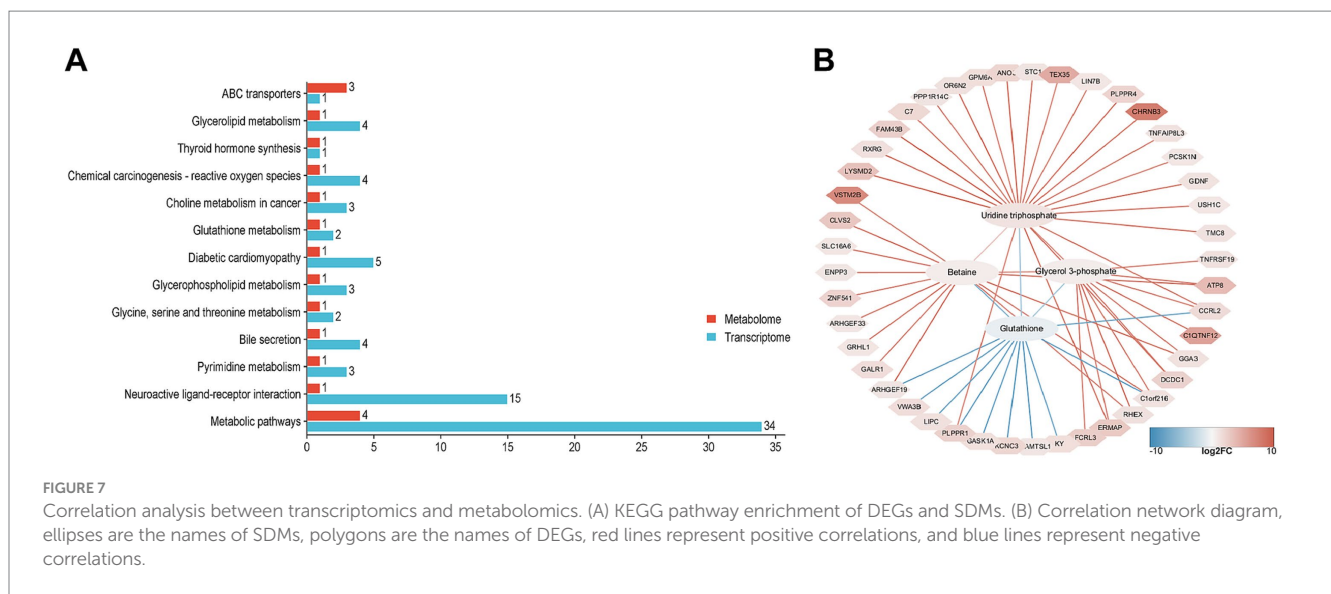 A
ABC transporters
3
1
Glycerolipid metabolism
1
4
Thyroid hormone synthesis
1
1
Chemical carcinogenesis - reactive oxygen species
1
4
Choline metabolism in cancer
1
3
Glutathione metabolism
1
2
Diabetic cardiomyopathy
1
5
Glycerophospholipid metabolism
1
3
Glycine, serine and threonine metabolism
1
2
Bile secretion
1
4
Pyrimidine metabolism
1
3
Neuroactive ligand-receptor interaction
1
15
Metabolic pathways
4
34
0 5 10 15 20 25 30 35
Metabolome
Transcriptome
B
STC1
TEX35
LIN7B
PLPPR4
CHRNB3
TNFAIP8L3
PCSK1N
GDNF
USH1C
TMC8
TNFRSF19
ATP8
CCRL2
C1QTNF12
GGA3
DCDC1
C1orf216
RHEX
ERMAP
FCRL3
KY
AMTSL1
KCNC3
GASK1A
PLPPR1
LIPC
VWA3B
ARHGEF19
GALR1
GRHL1
ARHGEF33
ZNF541
ENPP3
SLC16A6
CLVS2
VSTM2B
LYSMD2
RXRG
FAM43B
C7
PPP1R14C
OR6N2
GPM6A
Uridine triphosphate
Betaine
Glycerol 3-phosphate
Glutathione
-10 log2FC 10
FIGURE 7
Correlation analysis between transcriptomics and metabolomics. (A) KEGG pathway enrichment of DEGs and SDMs. (B) Correlation network diagram,
ellipses are the names of SDMs, polygons are the names of DEGs, red lines represent positive correlations, and blue lines represent negative
correlations.